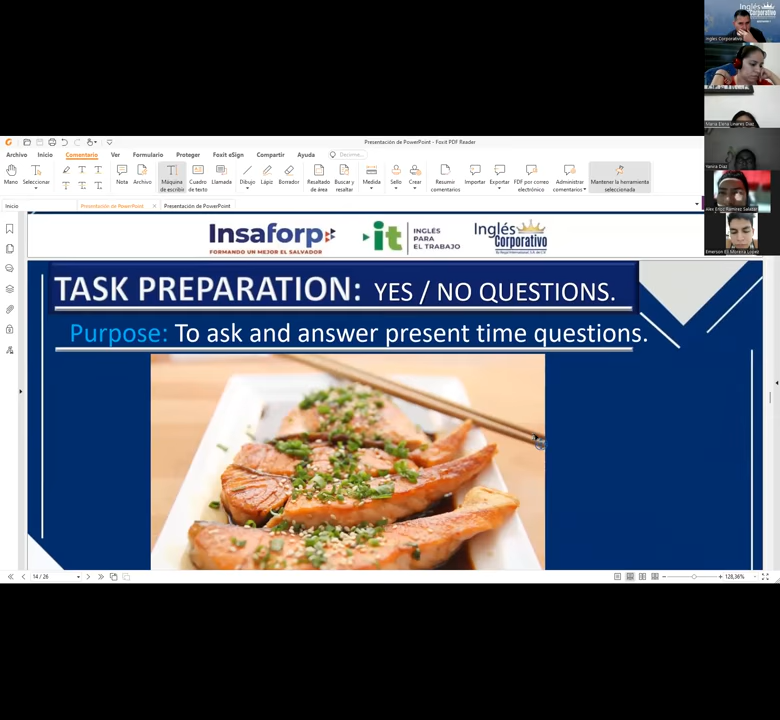 Inglés
Corporativo
Ingles Corporativo
Presentación de PowerPoint - Foxit PDF Reader
Archivo Inicio Comentario Ver Formulario Proteger Foxit eSign Compartir Ayuda
Mano Seleccionar Nota Archivo Máquina de escribir Cuadro de texto Llamada Dibujo Lápiz Borrador Resaltado de área Buscar y resaltar Medida Sello Crear Resumir comentarios Importar Exportar PDF por correo electrónico Administrar comentarios Mantener la herramienta seleccionada
Inicio Presentación de PowerPoint Presentación de PowerPoint
Insaforp
FORMANDO UN MEJOR EL SALVADOR
it
INGLÉS
PARA
EL TRABAJO
Inglés
Corporativo
TASK PREPARATION: YES / NO QUESTIONS.
Purpose: To ask and answer present time questions.
14 / 26
128,36%